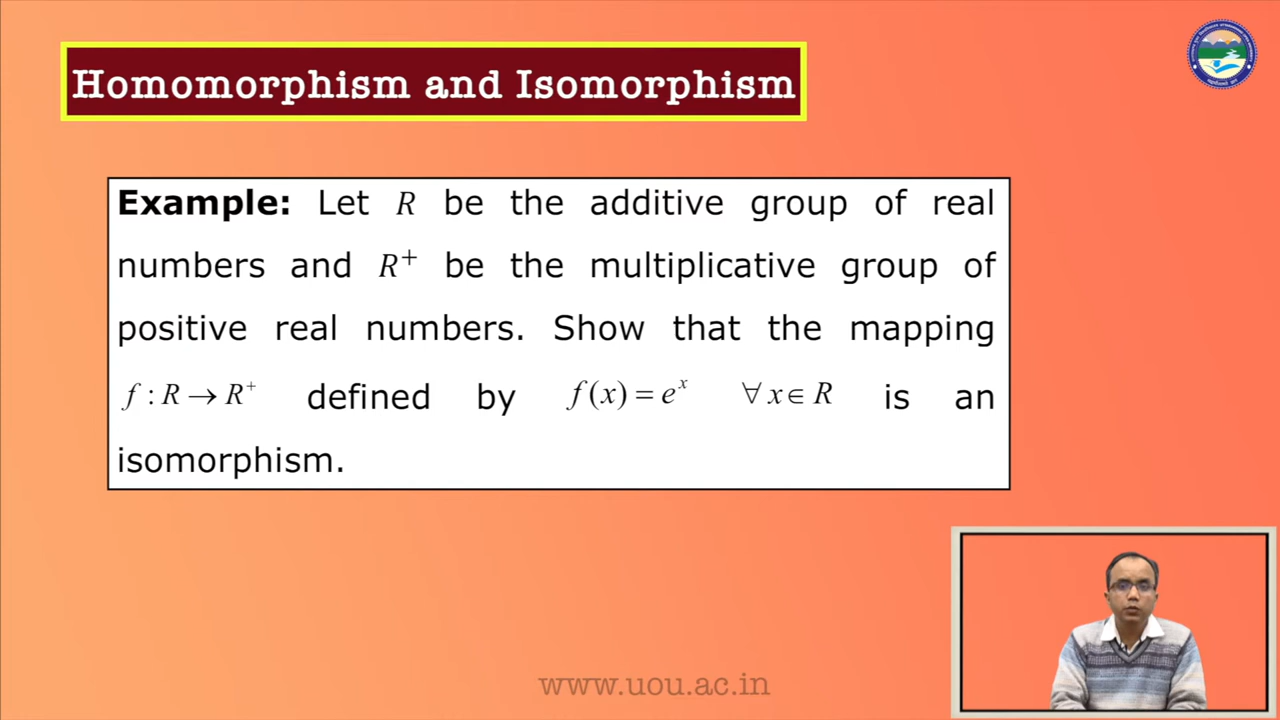 Homomorphism and Isomorphism
Example: Let R be the additive group of real
numbers and R⁺ be the multiplicative group of
positive real numbers. Show that the mapping
f : R → R⁺ defined by f(x) = eˣ ∀ x ∈ R is an
isomorphism.
www.uou.ac.in